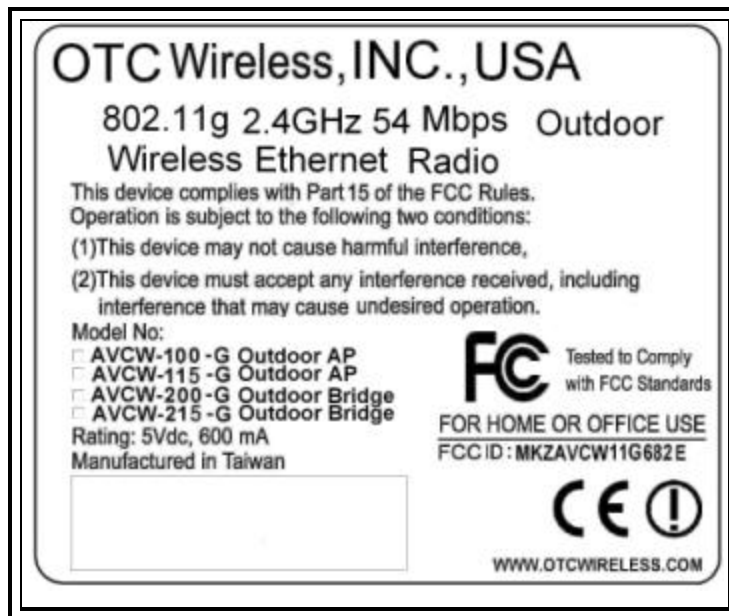 OTC Wireless, INC., USA
802.11g 2.4GHz 54 Mbps Outdoor
Wireless Ethernet Radio
This device complies with Part 15 of the FCC Rules.
Operation is subject to the following two conditions:
(1)This device may not cause harmful interference,
(2)This device must accept any interference received, including
interference that may cause undesired operation.
Model No:
AVCW-100 -G Outdoor AP
AVCW-115 -G Outdoor AP
AVCW-200 -G Outdoor Bridge
AVCW-215 -G Outdoor Bridge
Rating: 5Vdc, 600 mA
Manufactured in Taiwan
FC
Tested to Comply
with FCC Standards
FOR HOME OR OFFICE USE
FCC ID : MKZAVCW11G682E
CE
WWW.OTCWIRELESS.COM